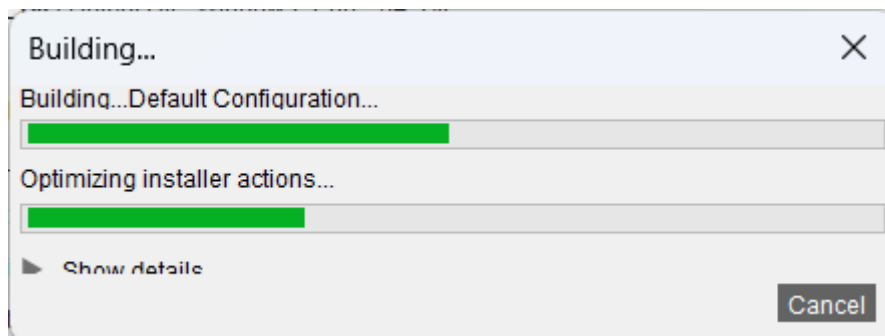 Building...
Building...Default Configuration...
Optimizing installer actions...
Show details
Cancel